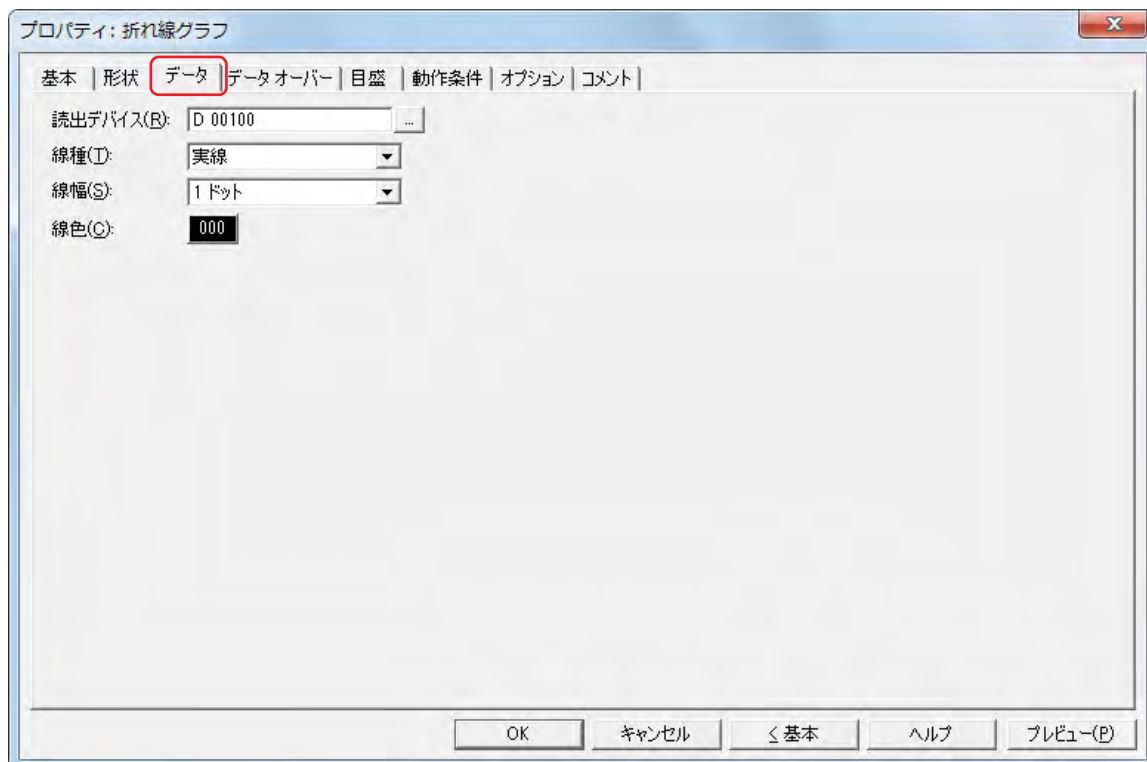 プロパティ: 折れ線グラフ
基本 形状 データ データ オーバー 目盛 動作条件 オプション コメント
読出デバイス(R): D 00100 ...
線種(T): 実線
線幅(S): 1 ドット
線色(C): 000
OK キャンセル < 基本 ヘルプ プレビュー(P)